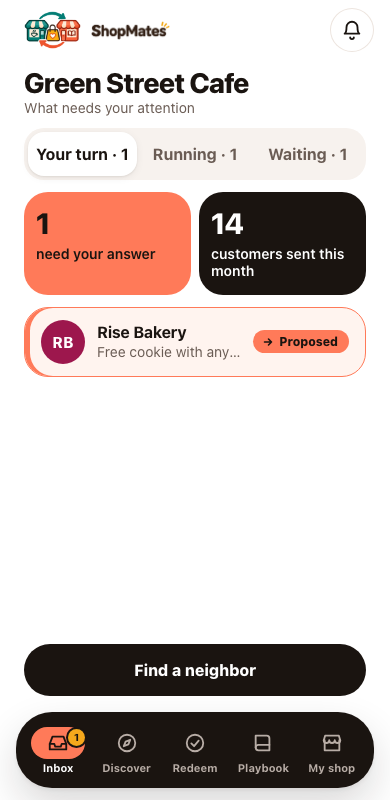 ShopMates
Green Street Cafe
What needs your attention
Your turn · 1
Running · 1
Waiting · 1
1
need your answer
14
customers sent this
month
RB
Rise Bakery
Free cookie with any...
→ Proposed
Find a neighbor
1
Inbox
Discover
Redeem
Playbook
My shop